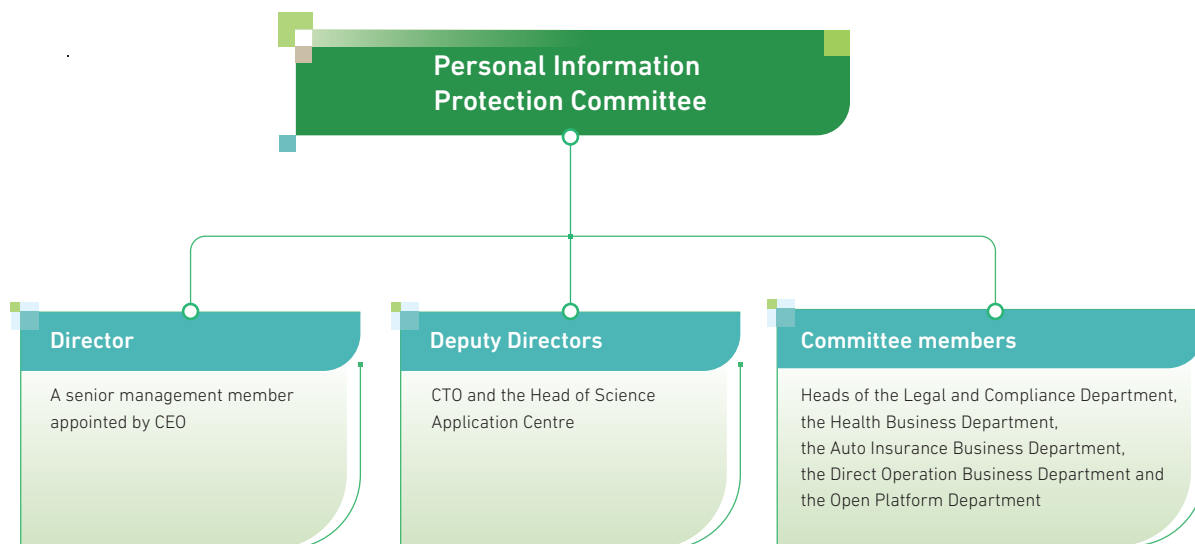 Personal Information
Protection Committee
Director
A senior management member
appointed by CEO
Deputy Directors
CTO and the Head of Science
Application Centre
Committee members
Heads of the Legal and Compliance Department,
the Health Business Department,
the Auto Insurance Business Department,
the Direct Operation Business Department and
the Open Platform Department